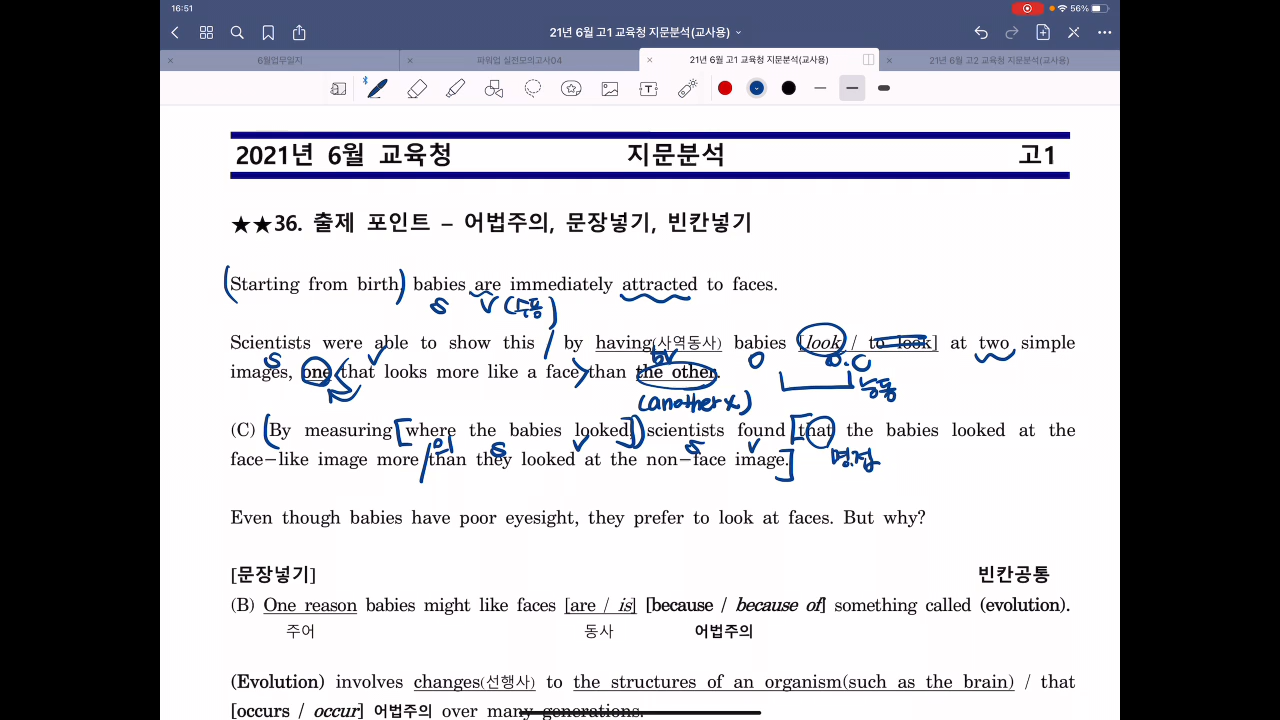 16:51
56%
21년 6월 고1 교육청 지문분석(교사용)
6월업무일지
파워업 실전모의고사04
21년 6월 고1 교육청 지문분석(교사용)
21년 6월 고2 교육청 지문분석(교사용)
2021년 6월 교육청 지문분석 고1
★★36. 출제 포인트 – 어법주의, 문장넣기, 빈칸넣기
(Starting from birth) babies are immediately attracted to faces.
s v (수동)
Scientists were able to show this / by having(사역동사) babies [look / to look] at two simple
s v O O.C
images, one that looks more like a face than the other.
(another x) 능동
(C) (By measuring [where the babies looked,]) scientists found [that the babies looked at the
의 s v s v 명.접
face-like image more / than they looked at the non-face image.]
Even though babies have poor eyesight, they prefer to look at faces. But why?
[문장넣기] 빈칸공통
(B) One reason babies might like faces [are / is] [because / because of] something called (evolution).
주어 동사 어법주의
(Evolution) involves changes(선행사) to the structures of an organism(such as the brain) / that
[occurs / occur] 어법주의 over many generations.